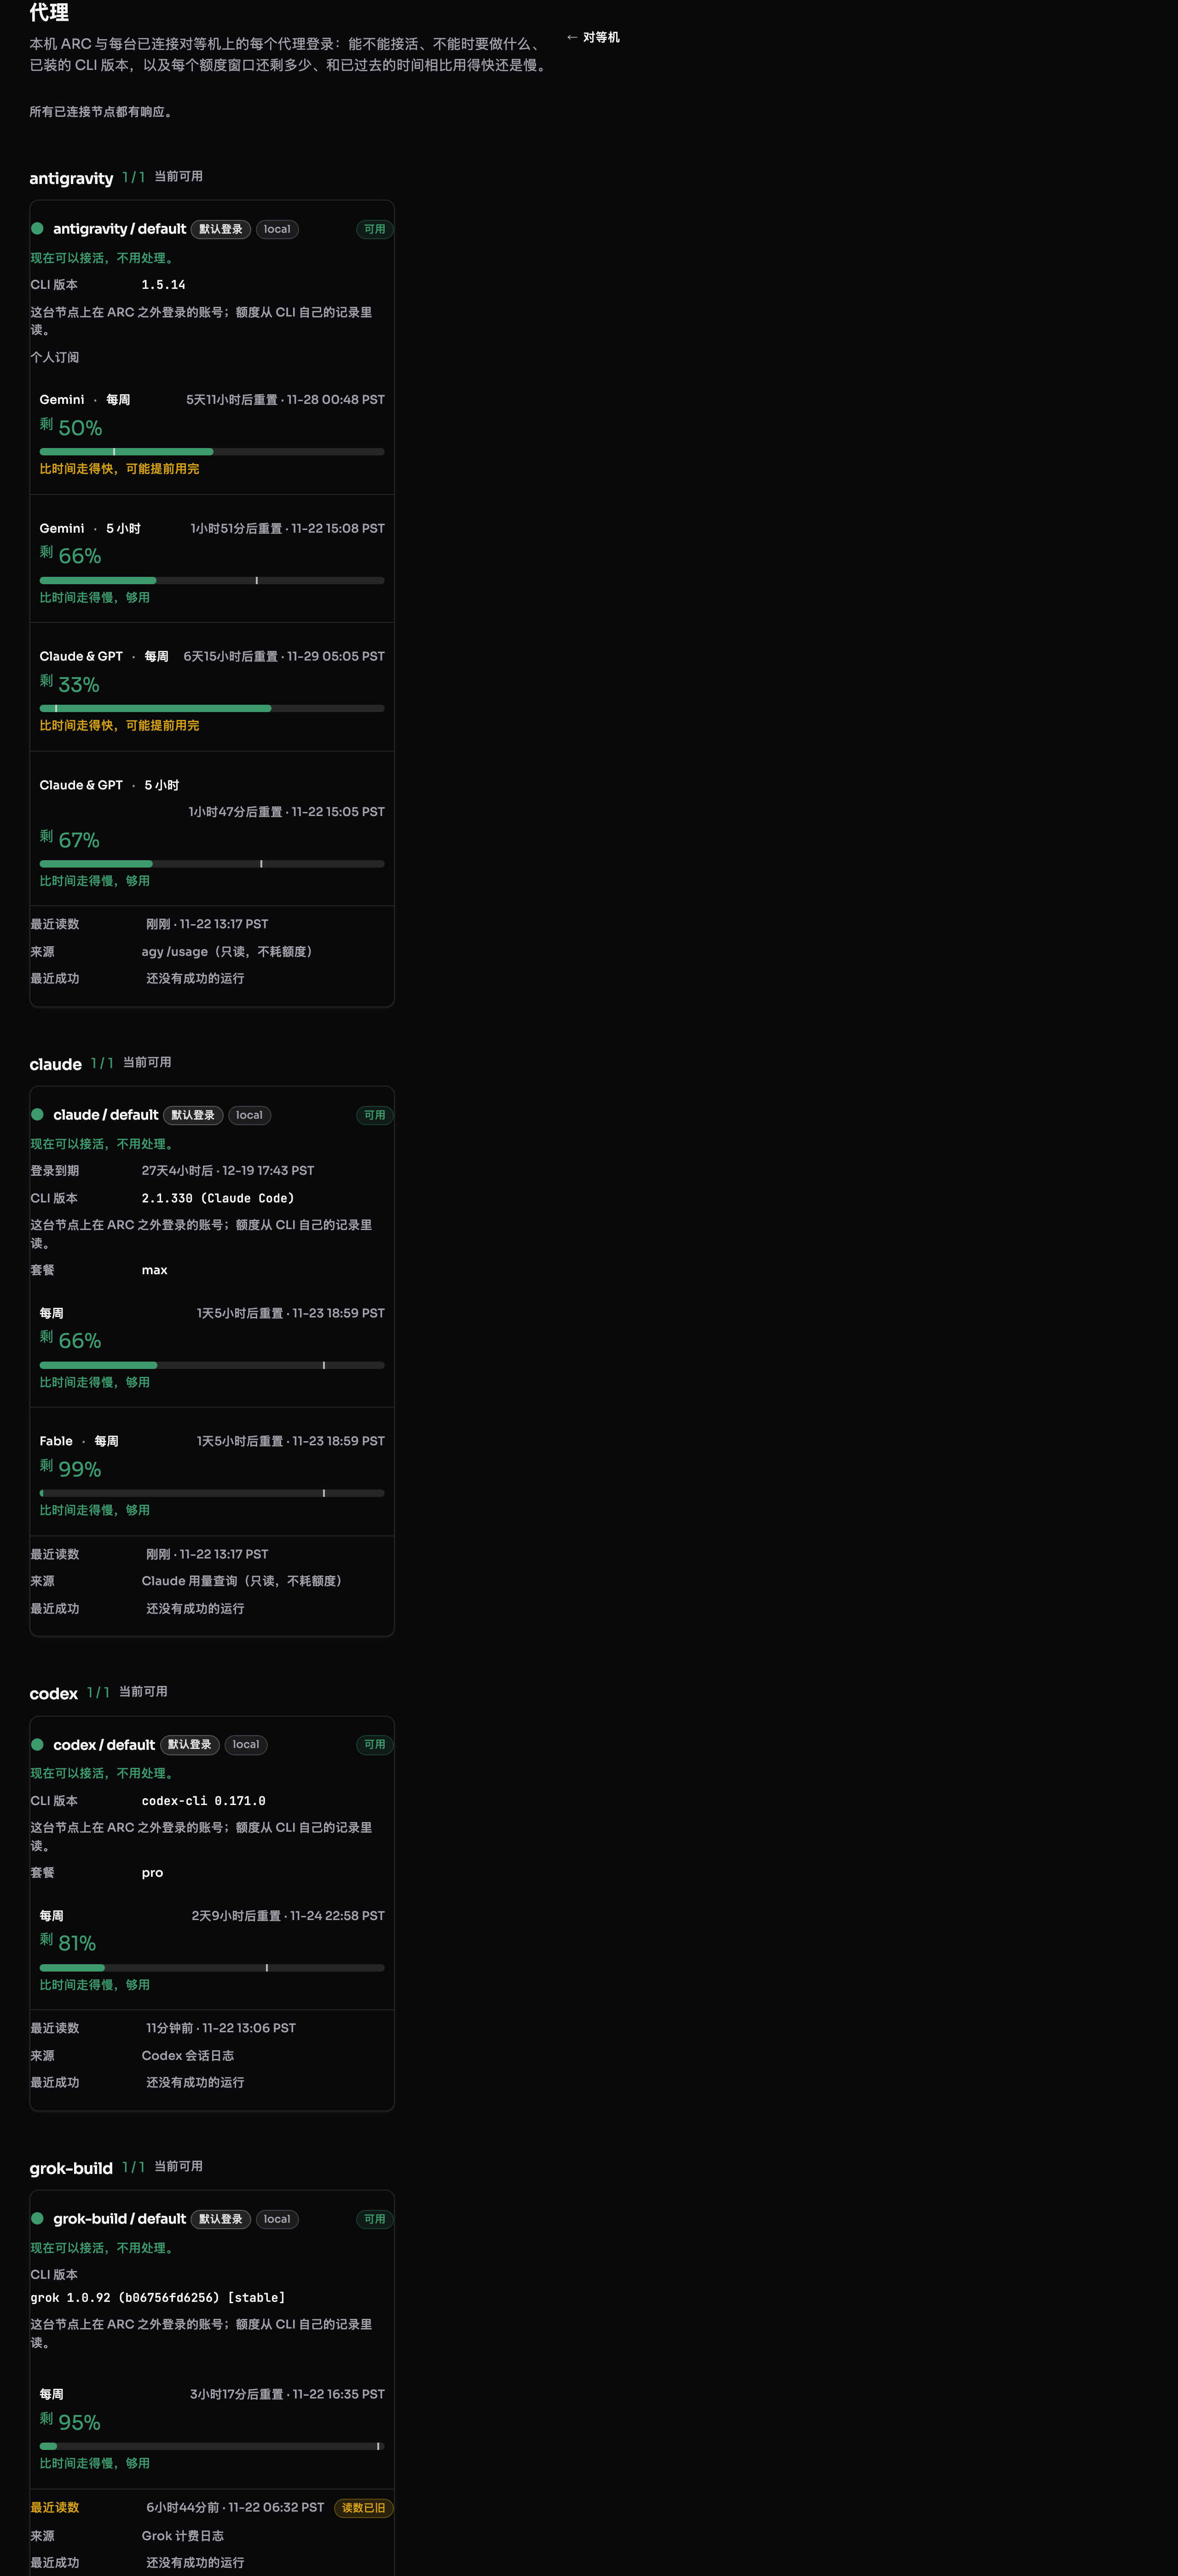 代理
本机 ARC 与每台已连接对等机上的每个代理登录：能不能接活、不能时要做什么、
已装的 CLI 版本，以及每个额度窗口还剩多少、和已过去的时间相比用得快还是慢。
← 对等机
所有已连接节点都有响应。
antigravity 1 / 1 当前可用
antigravity / default 默认登录 local 可用
现在可以接活，不用处理。
CLI 版本 1.5.14
这台节点上在 ARC 之外登录的账号；额度从 CLI 自己的记录里
读。
个人订阅
Gemini · 每周 5天11小时后重置 · 11-28 00:48 PST
剩 50%
比时间走得快，可能提前用完
Gemini · 5 小时 1小时51分后重置 · 11-22 15:08 PST
剩 66%
比时间走得慢，够用
Claude & GPT · 每周 6天15小时后重置 · 11-29 05:05 PST
剩 33%
比时间走得快，可能提前用完
Claude & GPT · 5 小时
1小时47分后重置 · 11-22 15:05 PST
剩 67%
比时间走得慢，够用
最近读数 刚刚 · 11-22 13:17 PST
来源 agy /usage（只读，不耗额度）
最近成功 还没有成功的运行
claude 1 / 1 当前可用
claude / default 默认登录 local 可用
现在可以接活，不用处理。
登录到期 27天4小时后 · 12-19 17:43 PST
CLI 版本 2.1.330 (Claude Code)
这台节点上在 ARC 之外登录的账号；额度从 CLI 自己的记录里
读。
套餐 max
每周 1天5小时后重置 · 11-23 18:59 PST
剩 66%
比时间走得慢，够用
Fable · 每周 1天5小时后重置 · 11-23 18:59 PST
剩 99%
比时间走得慢，够用
最近读数 刚刚 · 11-22 13:17 PST
来源 Claude 用量查询（只读，不耗额度）
最近成功 还没有成功的运行
codex 1 / 1 当前可用
codex / default 默认登录 local 可用
现在可以接活，不用处理。
CLI 版本 codex-cli 0.171.0
这台节点上在 ARC 之外登录的账号；额度从 CLI 自己的记录里
读。
套餐 pro
每周 2天9小时后重置 · 11-24 22:58 PST
剩 81%
比时间走得慢，够用
最近读数 11分钟前 · 11-22 13:06 PST
来源 Codex 会话日志
最近成功 还没有成功的运行
grok-build 1 / 1 当前可用
grok-build / default 默认登录 local 可用
现在可以接活，不用处理。
CLI 版本
grok 1.0.92 (b06756fd6256) [stable]
这台节点上在 ARC 之外登录的账号；额度从 CLI 自己的记录里
读。
每周 3小时17分后重置 · 11-22 16:35 PST
剩 95%
比时间走得慢，够用
最近读数 6小时44分前 · 11-22 06:32 PST 读数已旧
来源 Grok 计费日志
最近成功 还没有成功的运行